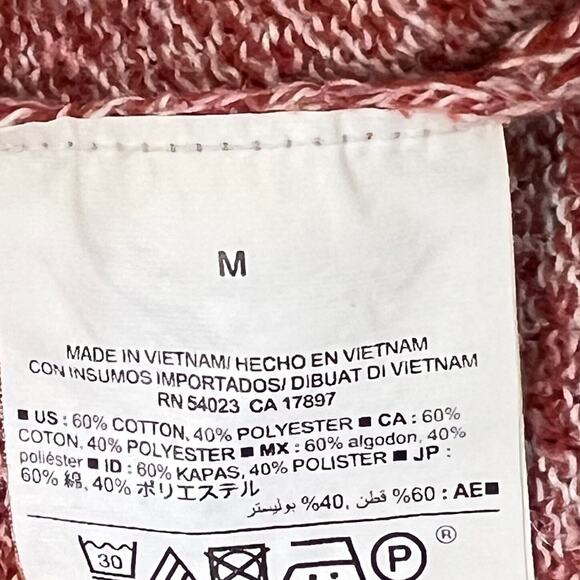 M
MADE IN VIETNAM/ HECHO EN VIETNAM
CON INSUMOS IMPORTADOS/ DIBUAT DI VIETNAM
RN 54023 CA 17897
■ US : 60% COTTON, 40% POLYESTER ■ CA : 60%
COTON, 40% POLYESTER ■ MX : 60% algodon, 40%
poliéster ■ ID : 60% KAPAS, 40% POLISTER ■ JP :
60% 綿, 40% ポリエステル
■AE : 60% قطن, 40% بوليستر
30
P
®